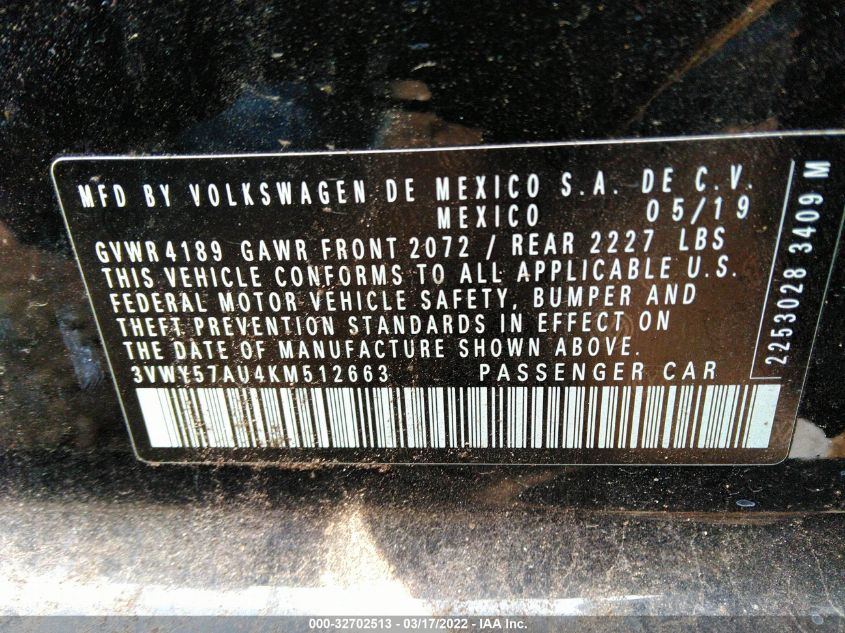 MFD BY VOLKSWAGEN DE MEXICO S.A. DE C.V.
MEXICO 05/19
GVWR 4189 GAWR FRONT 2072 / REAR 2227 LBS
THIS VEHICLE CONFORMS TO ALL APPLICABLE U.S.
FEDERAL MOTOR VEHICLE SAFETY, BUMPER AND
THEFT PREVENTION STANDARDS IN EFFECT ON
THE DATE OF MANUFACTURE SHOWN ABOVE.
3VWY57AU4KM512663 PASSENGER CAR
2253028 3409 M
000-32702513 - 03/17/2022 - IAA Inc.